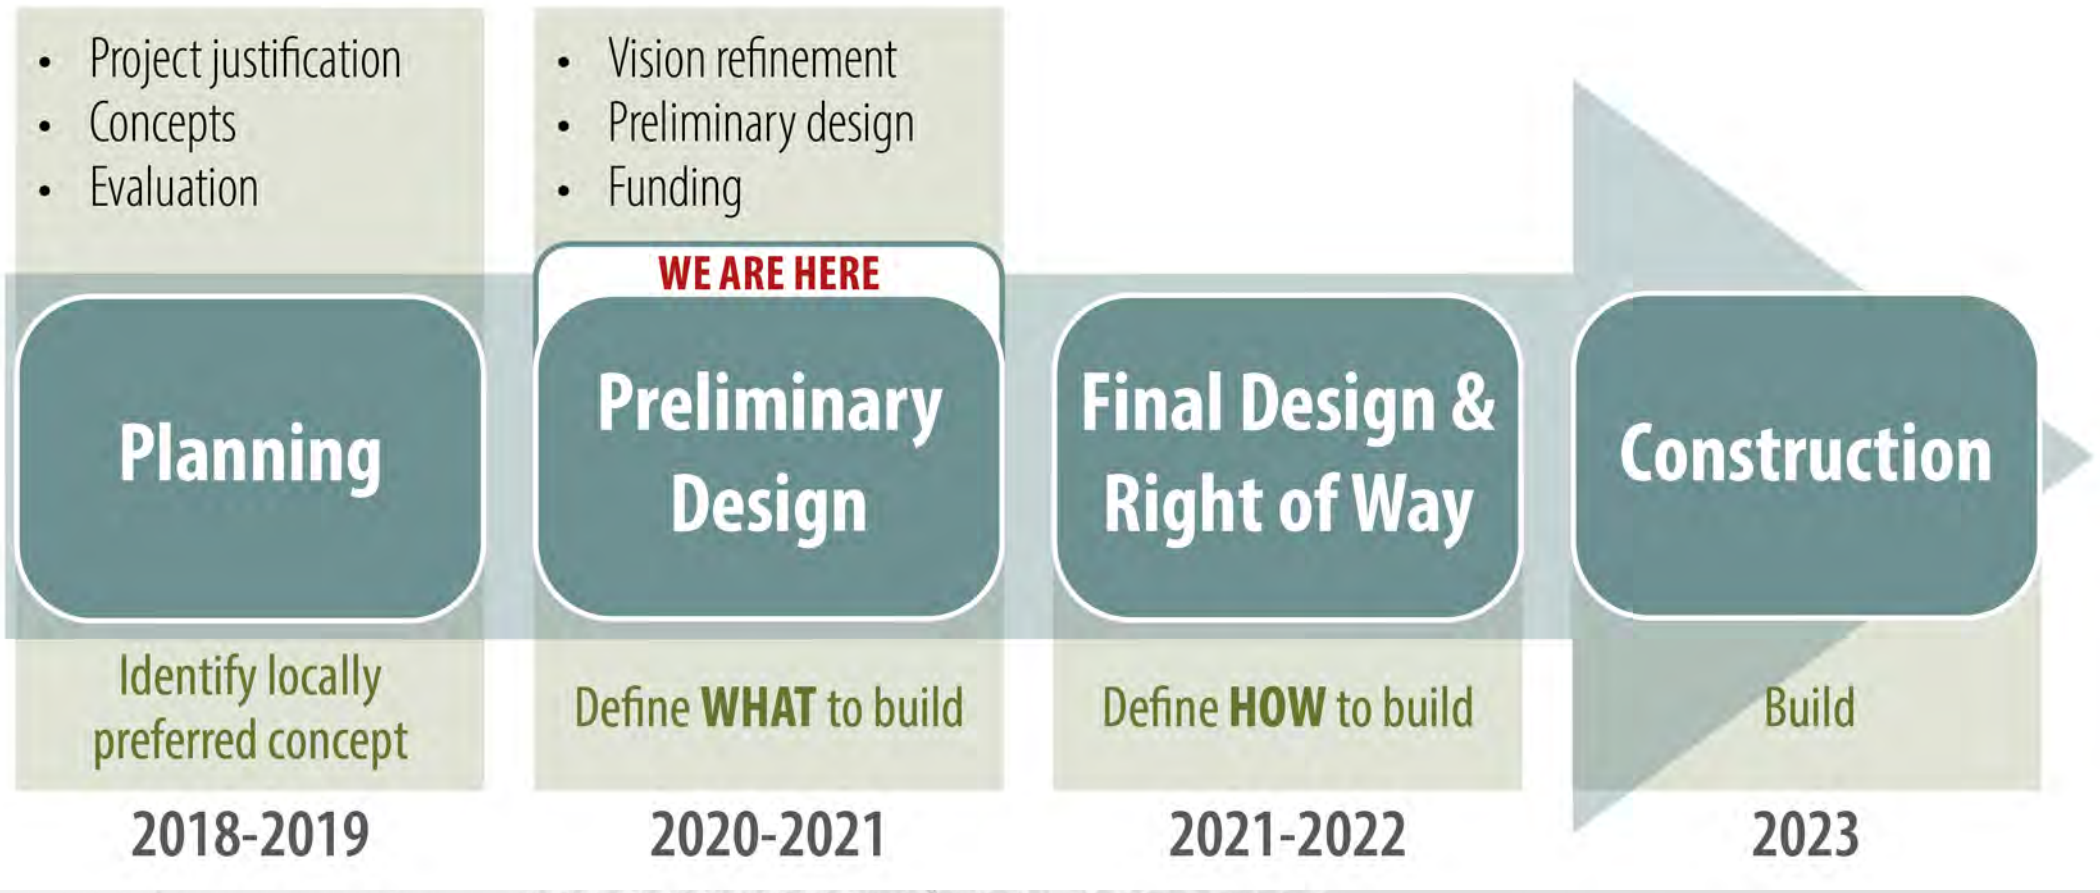 • Project justification
• Concepts
• Evaluation
• Vision refinement
• Preliminary design
• Funding
WE ARE HERE
Planning
Preliminary
Design
Final Design &
Right of Way
Construction
Identify locally
preferred concept
Define WHAT to build
Define HOW to build
Build
2018-2019
2020-2021
2021-2022
2023